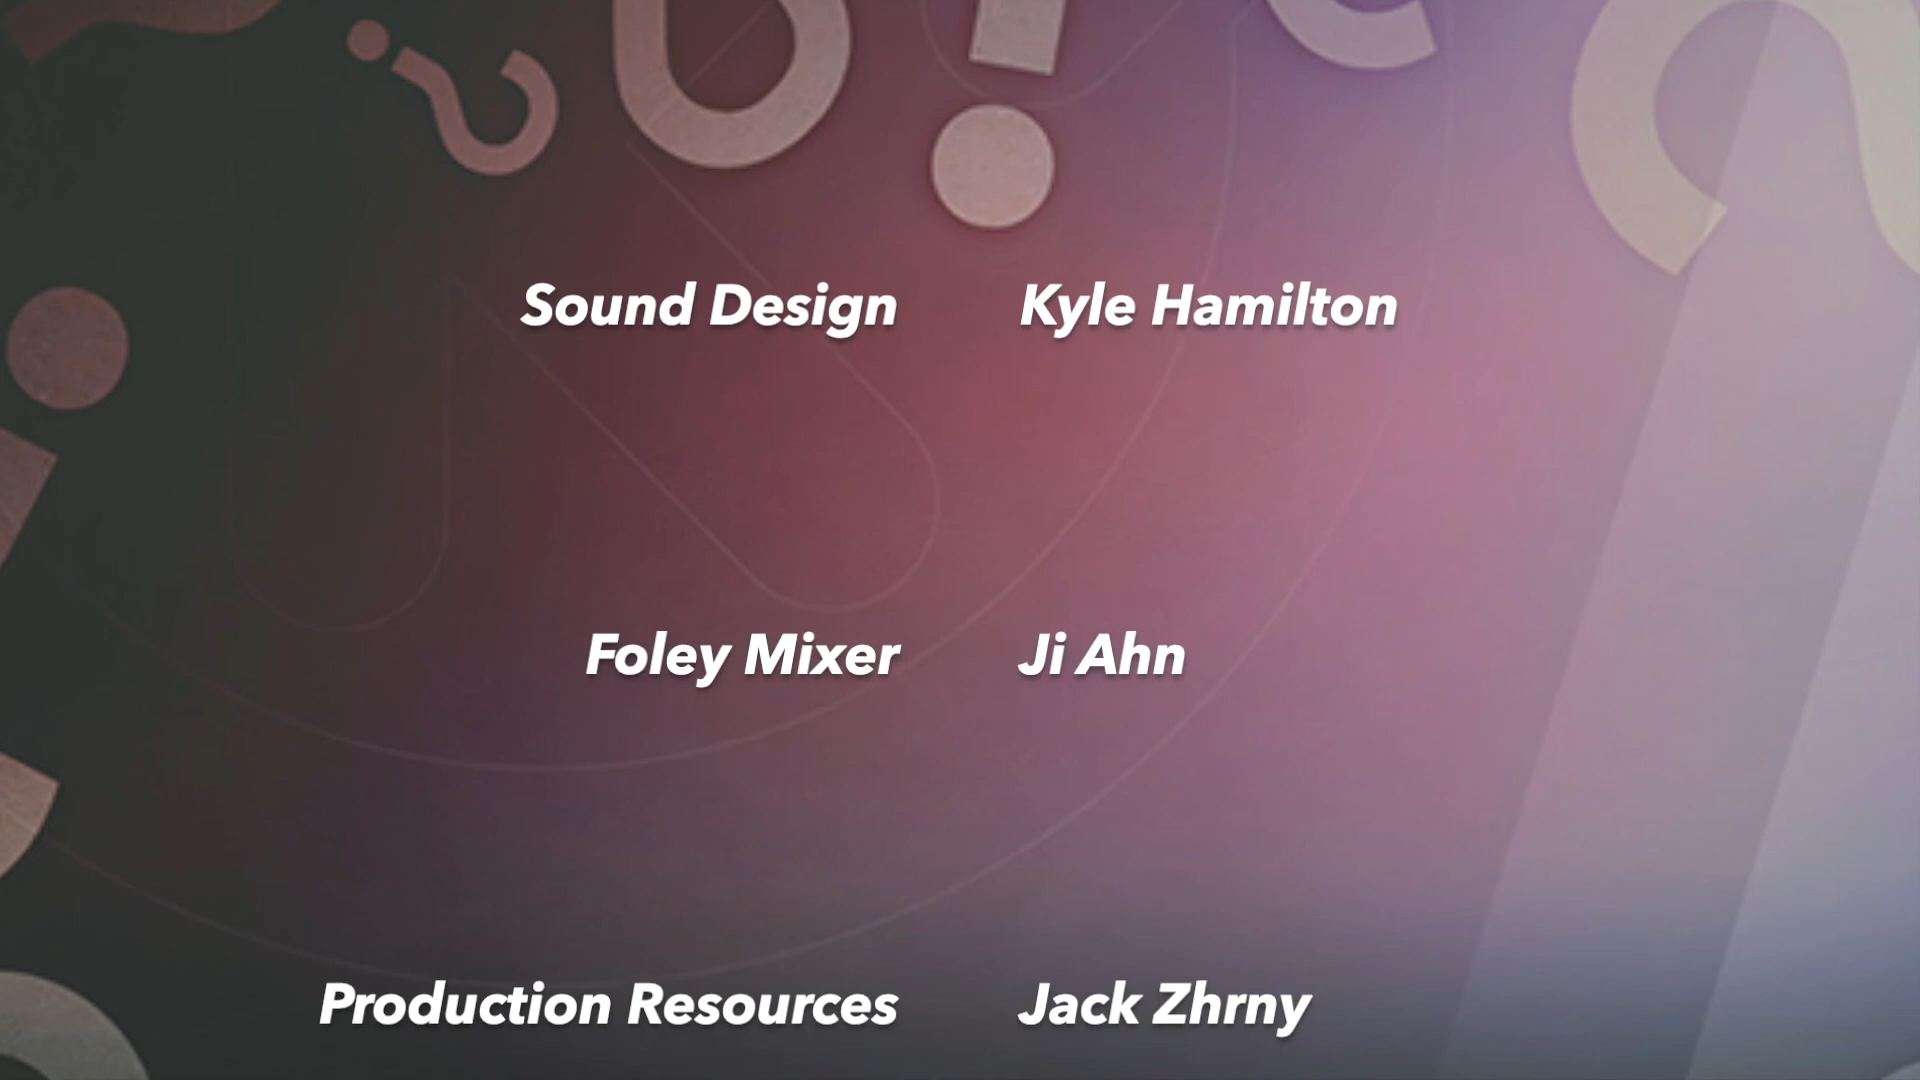 Sound Design Kyle Hamilton
Foley Mixer Ji Ahn
Production Resources Jack Zhrny